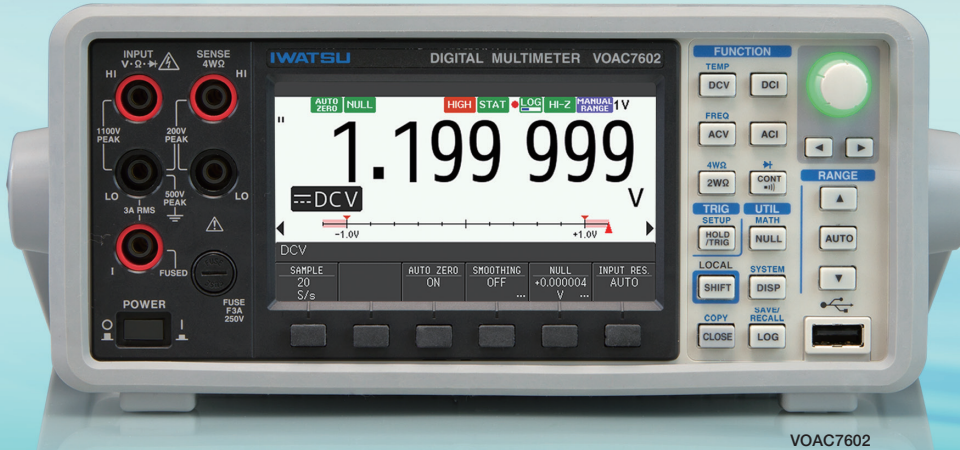 INPUT
V·Ω·
SENSE
4WΩ
HI
HI
1100V
PEAK
200V
PEAK
LO
LO
500V
PEAK
3A RMS
I
FUSED
POWER
O
I
FUSE
F3A
250V
IWATSU DIGITAL MULTIMETER VOAC7602
AUTO ZERO NULL HIGH STAT LOG HI-Z MANUAL RANGE 1V
"
1.199 999
DCV
V
-1.0V +1.0V
DCV
SAMPLE
20
S/s
AUTO ZERO
ON
SMOOTHING
OFF
...
NULL
+0.000004
V ...
INPUT RES.
AUTO
FUNCTION
TEMP
DCV DCI
FREQ
ACV ACI
4WΩ
2WΩ CONT
TRIG UTIL
SETUP MATH
HOLD
/TRIG
NULL
LOCAL SYSTEM
SHIFT DISP
COPY SAVE/
RECALL
CLOSE LOG
RANGE
AUTO
VOAC7602